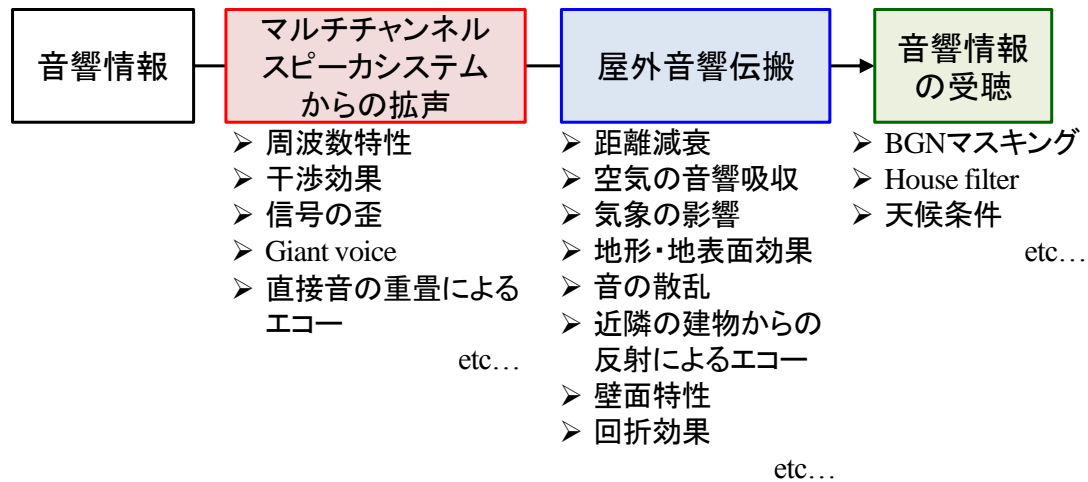 音響情報
マルチチャンネル
スピーカシステム
からの拡声
屋外音響伝搬
音響情報
の受聴
➢ 周波数特性
➢ 干渉効果
➢ 信号の歪
➢ Giant voice
➢ 直接音の重畳による
エコー
etc…
➢ 距離減衰
➢ 空気の音響吸収
➢ 気象の影響
➢ 地形・地表面効果
➢ 音の散乱
➢ 近隣の建物からの
反射によるエコー
➢ 壁面特性
➢ 回折効果
etc…
➢ BGNマスキング
➢ House filter
➢ 天候条件
etc…